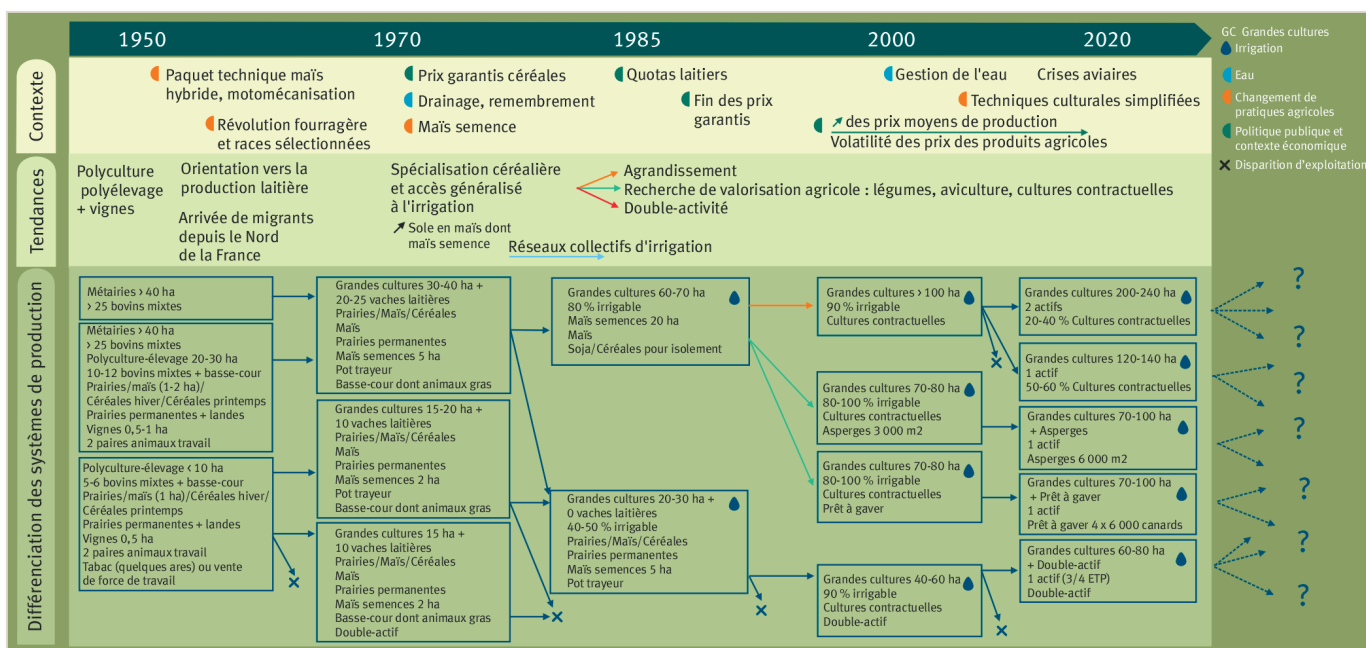 1950
1970
1985
2000
2020
Contexte
Paquet technique maïs
hybride, motomécanisation
Révolution fourragère
et races sélectionnées
Prix garantis céréales
Drainage, remembrement
Maïs semence
Quotas laitiers
Fin des prix
garantis
Gestion de l'eau
Crises aviaires
Techniques culturales simplifiées
↗ des prix moyens de production
Volatilité des prix des produits agricoles
GC Grandes cultures
Irrigation
Eau
Changement de
pratiques agricoles
Politique publique et
contexte économique
Disparition d'exploitation
Tendances
Polyculture
polyélevage
+ vignes
Orientation vers la
production laitière
Arrivée de migrants
depuis le Nord
de la France
Spécialisation céréalière
et accès généralisé
à l'irrigation
↗ Sole en maïs dont
maïs semence
Réseaux collectifs d'irrigation
Agrandissement
Recherche de valorisation agricole : légumes, aviculture, cultures contractuelles
Double-activité
Différenciation des systèmes de production
Métairies > 40 ha
> 25 bovins mixtes
Métairies >40 ha
> 25 bovins mixtes
Polyculture-élevage 20-30 ha
10-12 bovins mixtes + basse-cour
Prairies/maïs (1-2 ha)/
Céréales hiver/Céréales printemps
Prairies permanentes + landes
Vignes 0,5-1 ha
2 paires animaux travail
Polyculture-élevage < 10 ha
5-6 bovins mixtes + basse-cour
Prairies/maïs (1 ha)/Céréales hiver/
Céréales printemps
Prairies permanentes + landes
Vignes 0,5 ha
2 paires animaux travail
Tabac (quelques ares) ou vente
de force de travail
Grandes cultures 30-40 ha +
20-25 vaches laitières
Prairies/Maïs/Céréales
Maïs
Prairies permanentes
Maïs semences 5 ha
Pot trayeur
Basse-cour dont animaux gras
Grandes cultures 15-20 ha +
10 vaches laitières
Prairies/Maïs/Céréales
Maïs
Prairies permanentes
Maïs semences 2 ha
Pot trayeur
Basse-cour dont animaux gras
Grandes cultures 15 ha +
10 vaches laitières
Prairies/Maïs/Céréales
Maïs
Prairies permanentes
Maïs semences 2 ha
Basse-cour dont animaux gras
Double-actif
Grandes cultures 60-70 ha
80 % irrigable
Maïs semences 20 ha
Maïs
Soja/Céréales pour isolement
Grandes cultures 20-30 ha +
0 vaches laitières
40-50 % irrigable
Prairies/Maïs/Céréales
Prairies permanentes
Maïs semences 5 ha
Pot trayeur
Grandes cultures > 100 ha
90 % irrigable
Cultures contractuelles
Grandes cultures 70-80 ha
80-100 % irrigable
Cultures contractuelles
Asperges 3 000 m2
Grandes cultures 70-80 ha
80-100 % irrigable
Cultures contractuelles
Prêt à gaver
Grandes cultures 40-60 ha
90 % irrigable
Cultures contractuelles
Double-actif
Grandes cultures 200-240 ha
2 actifs
20-40 % Cultures contractuelles
Grandes cultures 120-140 ha
1 actif
50-60 % Cultures contractuelles
Grandes cultures 70-100 ha
+ Asperges
1 actif
Asperges 6 000 m2
Grandes cultures 70-100 ha
+ Prêt à gaver
1 actif
Prêt à gaver 4 x 6 000 canards
Grandes cultures 60-80 ha
+ Double-actif
1 actif (3/4 ETP)
Double-actif
?
?
?
?
?
?
?